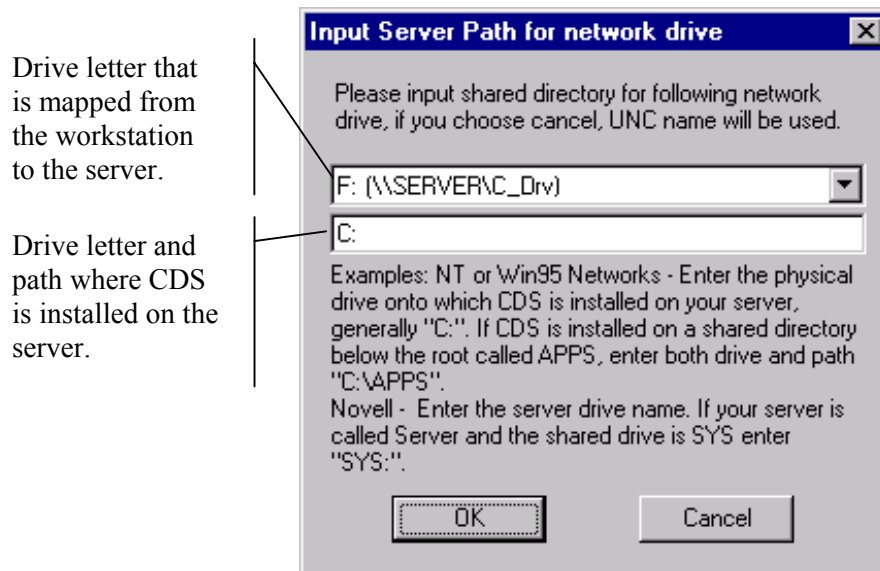 Input Server Path for network drive
Drive letter that
is mapped from
the workstation
to the server.
Please input shared directory for following network
drive, if you choose cancel, UNC name will be used.
F: (\\SERVER\C_Drv)
Drive letter and
path where CDS
is installed on the
server.
C:
Examples: NT or Win95 Networks - Enter the physical
drive onto which CDS is installed on your server,
generally "C:". If CDS is installed on a shared directory
below the root called APPS, enter both drive and path
"C:\APPS".
Novell -  Enter the server drive name. If your server is
called Server and the shared drive is SYS enter
"SYS:".
OK
Cancel